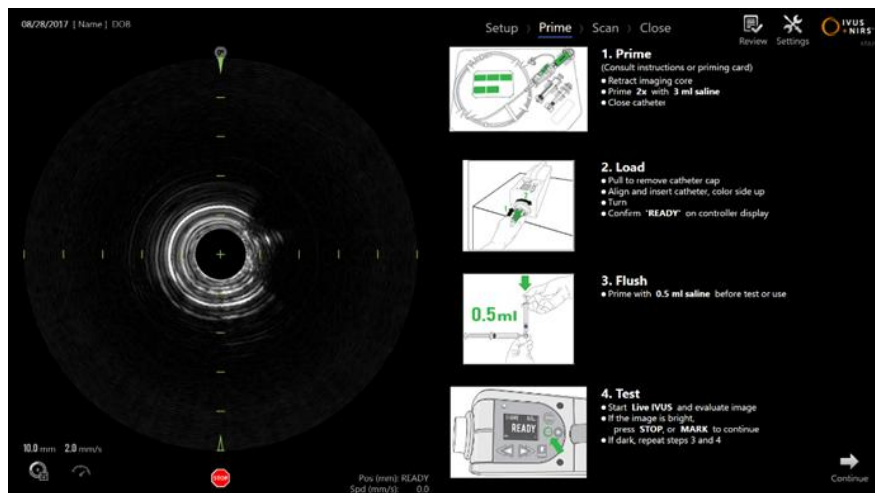 08/28/2017 | Name | DOB
Setup > Prime > Scan > Close
Review
Settings
IVUS
+NIRS
1. Prime
(Consult instructions or priming card)
• Retract imaging core
• Prime 2x with 3 ml saline
• Close catheter
2. Load
• Pull to remove catheter cap
• Align and insert catheter, color side up
• Turn
• Confirm "READY" on controller display
1
2
3. Flush
• Prime with 0.5 ml saline before test or use
0.5ml
4. Test
• Start Live IVUS and evaluate image
• If the image is bright,
press STOP, or MARK to continue
• If dark, repeat steps 3 and 4
READY
10.0 mm 2.0 mm/s
STOP
Pos (mm): READY
Spd (mm/s): 0.0
Continue